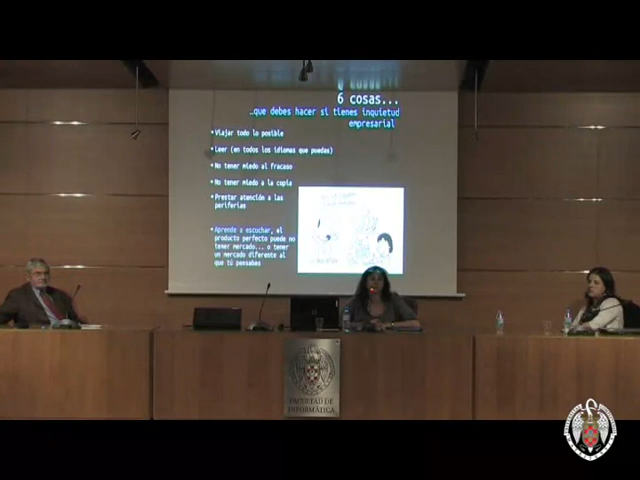 6 cosas...
...que debes hacer si tienes inquietud
empresarial
• Viajar todo lo posible
• Leer (en todos los idiomas que puedas)
• No tener miedo al fracaso
• No tener miedo a la copia
• Prestar atención a las
periferias
• Aprende a escuchar, el
producto perfecto puede no
tener mercado... o tener
un mercado diferente al
que tú pensabas
FACULTAD DE
INFORMÁTICA